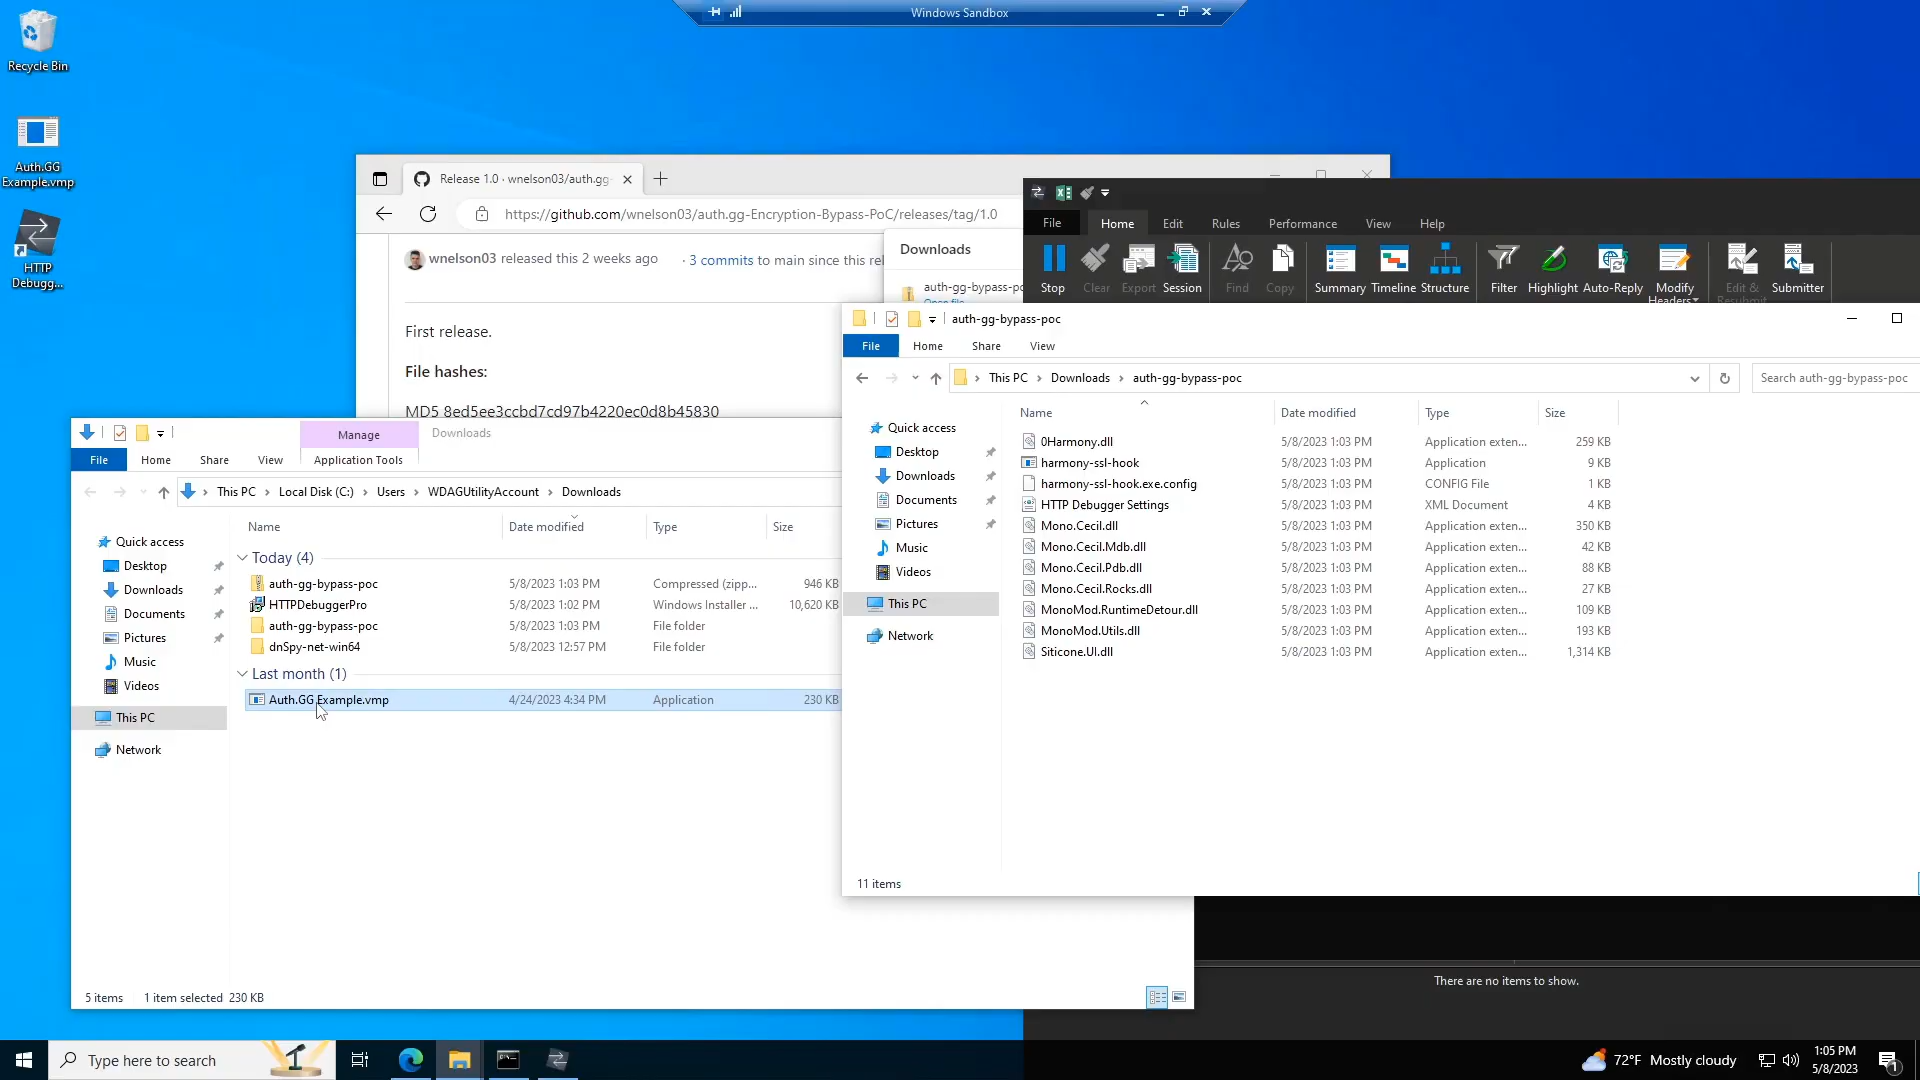 Windows Sandbox
Recycle Bin
Auth.GG
Example.vmp
HTTP
Debugg...
Release 1.0 · wnelson03/auth.gg-
https://github.com/wnelson03/auth.gg-Encryption-Bypass-PoC/releases/tag/1.0
wnelson03 released this 2 weeks ago · 3 commits to main since this rel
First release.
File hashes:
MD5 8ed5ee3ccbd7cd97b4220ec0d8b45830
Downloads
auth-gg-bypass-po
Open file
File Home Edit Rules Performance View Help
Stop Clear Export Session Find Copy Summary Timeline Structure Filter Highlight Auto-Reply Modify Headers Edit & Resubmit Submitter
There are no items to show.
Manage Downloads
File Home Share View Application Tools
This PC Local Disk (C:) Users WDAGUtilityAccount Downloads
Name Date modified Type Size
Quick access
Desktop
Downloads
Documents
Pictures
Music
Videos
This PC
Network
Today (4)
auth-gg-bypass-poc 5/8/2023 1:03 PM Compressed (zipp... 946 KB
HTTPDebuggerPro 5/8/2023 1:02 PM Windows Installer ... 10,620 KB
auth-gg-bypass-poc 5/8/2023 1:03 PM File folder
dnSpy-net-win64 5/8/2023 12:57 PM File folder
Last month (1)
Auth.GG Example.vmp 4/24/2023 4:34 PM Application 230 KB
5 items 1 item selected 230 KB
auth-gg-bypass-poc
File Home Share View
This PC Downloads auth-gg-bypass-poc
Search auth-gg-bypass-poc
Name Date modified Type Size
Quick access
Desktop
Downloads
Documents
Pictures
Music
Videos
This PC
Network
0Harmony.dll 5/8/2023 1:03 PM Application exten... 259 KB
harmony-ssl-hook 5/8/2023 1:03 PM Application 9 KB
harmony-ssl-hook.exe.config 5/8/2023 1:03 PM CONFIG File 1 KB
HTTP Debugger Settings 5/8/2023 1:03 PM XML Document 4 KB
Mono.Cecil.dll 5/8/2023 1:03 PM Application exten... 350 KB
Mono.Cecil.Mdb.dll 5/8/2023 1:03 PM Application exten... 42 KB
Mono.Cecil.Pdb.dll 5/8/2023 1:03 PM Application exten... 88 KB
Mono.Cecil.Rocks.dll 5/8/2023 1:03 PM Application exten... 27 KB
MonoMod.RuntimeDetour.dll 5/8/2023 1:03 PM Application exten... 109 KB
MonoMod.Utils.dll 5/8/2023 1:03 PM Application exten... 193 KB
Siticone.UI.dll 5/8/2023 1:03 PM Application exten... 1,314 KB
11 items
Type here to search
72°F Mostly cloudy
1:05 PM
5/8/2023
1